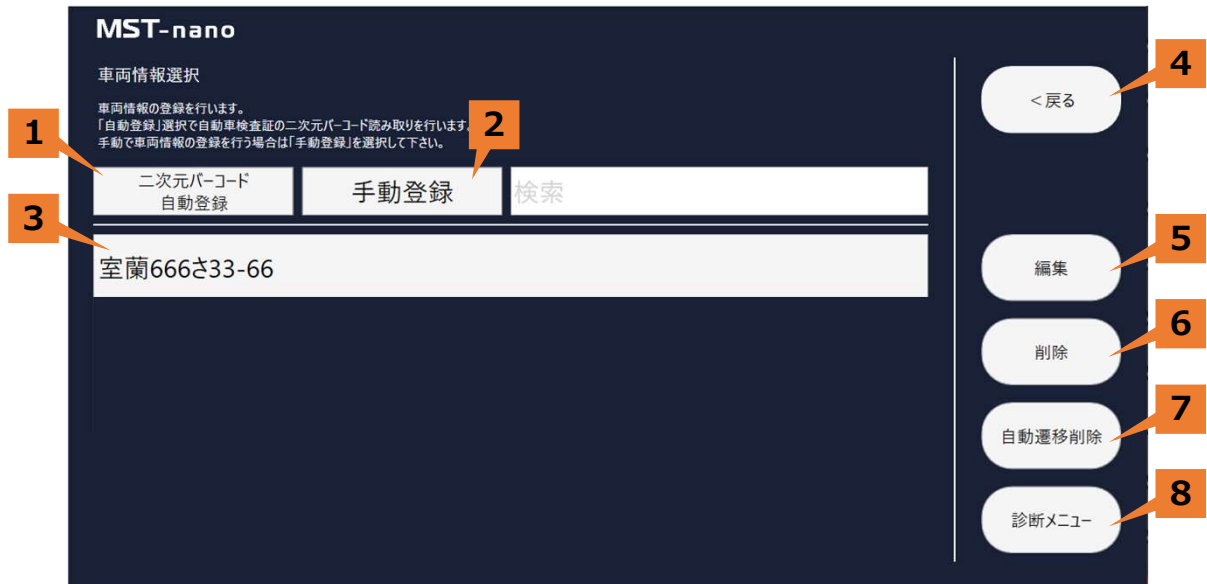 MST-nano
車両情報選択
車両情報の登録を行います。
「自動登録」選択で自動車検査証の二次元バーコード読み取りを行います。
手動で車両情報の登録を行う場合は「手動登録」を選択して下さい。
1
2
二次元バーコード
自動登録
手動登録
検索
3
室蘭666さ33-66
4
<戻る
5
編集
6
削除
7
自動遷移削除
8
診断メニュー